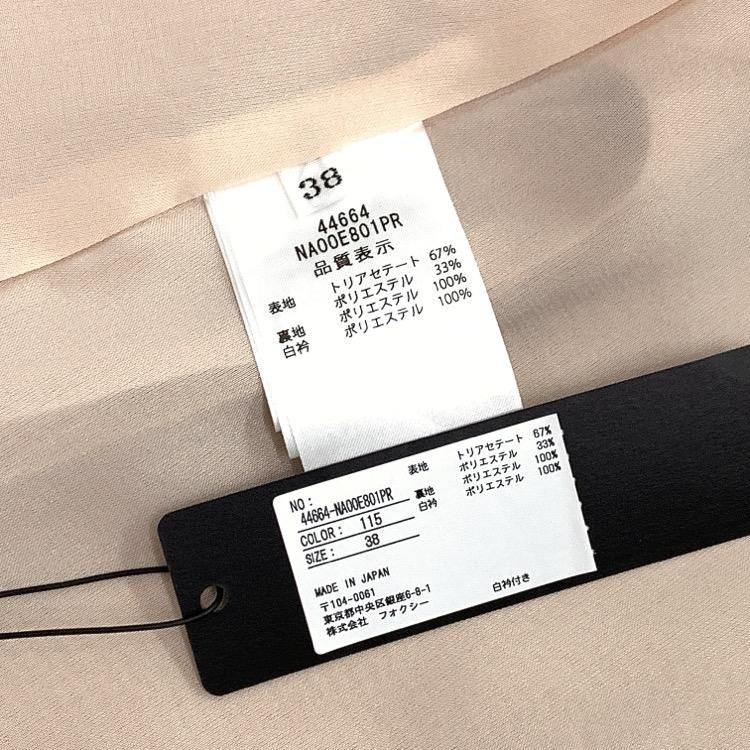 38
44664
NA00E801PR
品質表示
表地 トリアセテート 67%
ポリエステル 33%
裏地 ポリエステル 100%
白衿 ポリエステル 100%
NO:
44664-NA00E801PR
COLOR: 115
SIZE: 38
表地 トリアセテート 67%
ポリエステル 33%
裏地 ポリエステル 100%
白衿 ポリエステル 100%
MADE IN JAPAN
〒104-0061
東京都中央区銀座6-8-1
株式会社 フォクシー
白衿付き